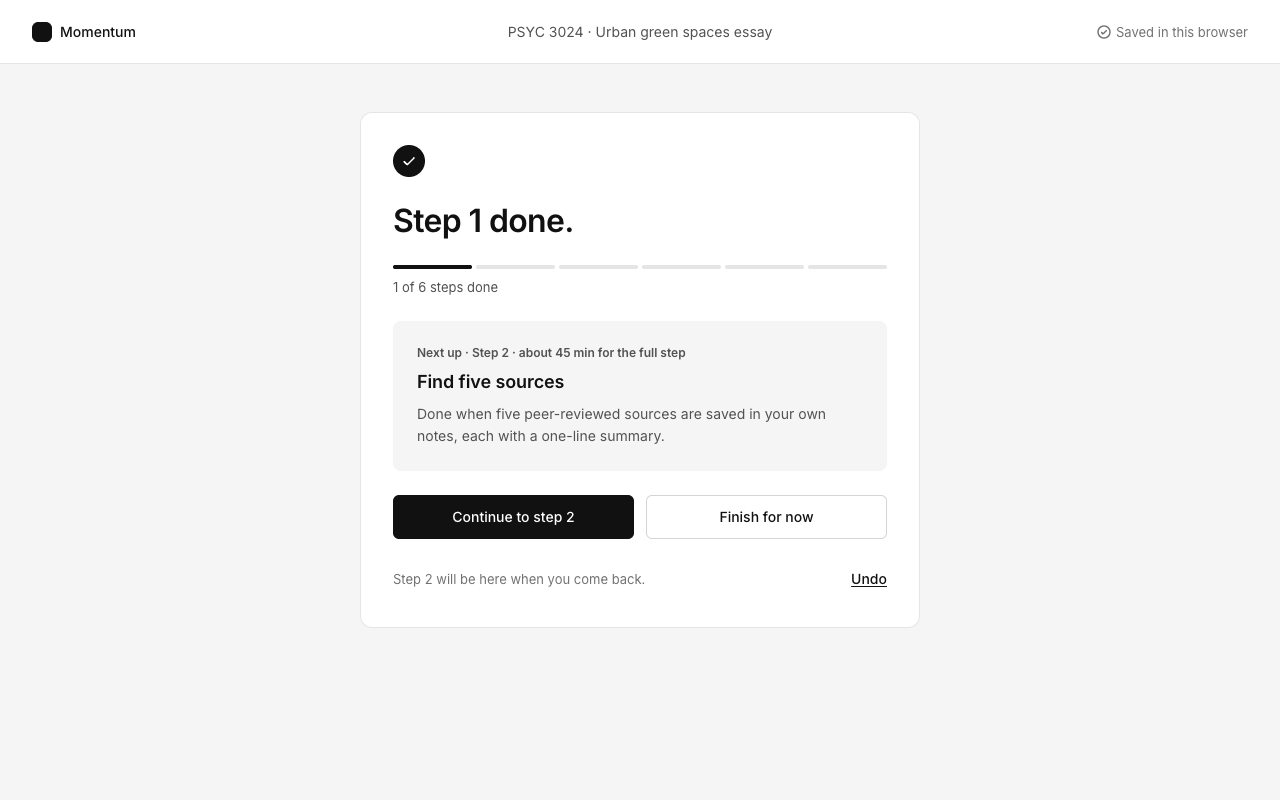 Momentum
PSYC 3024 · Urban green spaces essay
Saved in this browser
Step 1 done.
1 of 6 steps done
Next up · Step 2 · about 45 min for the full step
Find five sources
Done when five peer-reviewed sources are saved in your own
notes, each with a one-line summary.
Continue to step 2
Finish for now
Step 2 will be here when you come back.
Undo